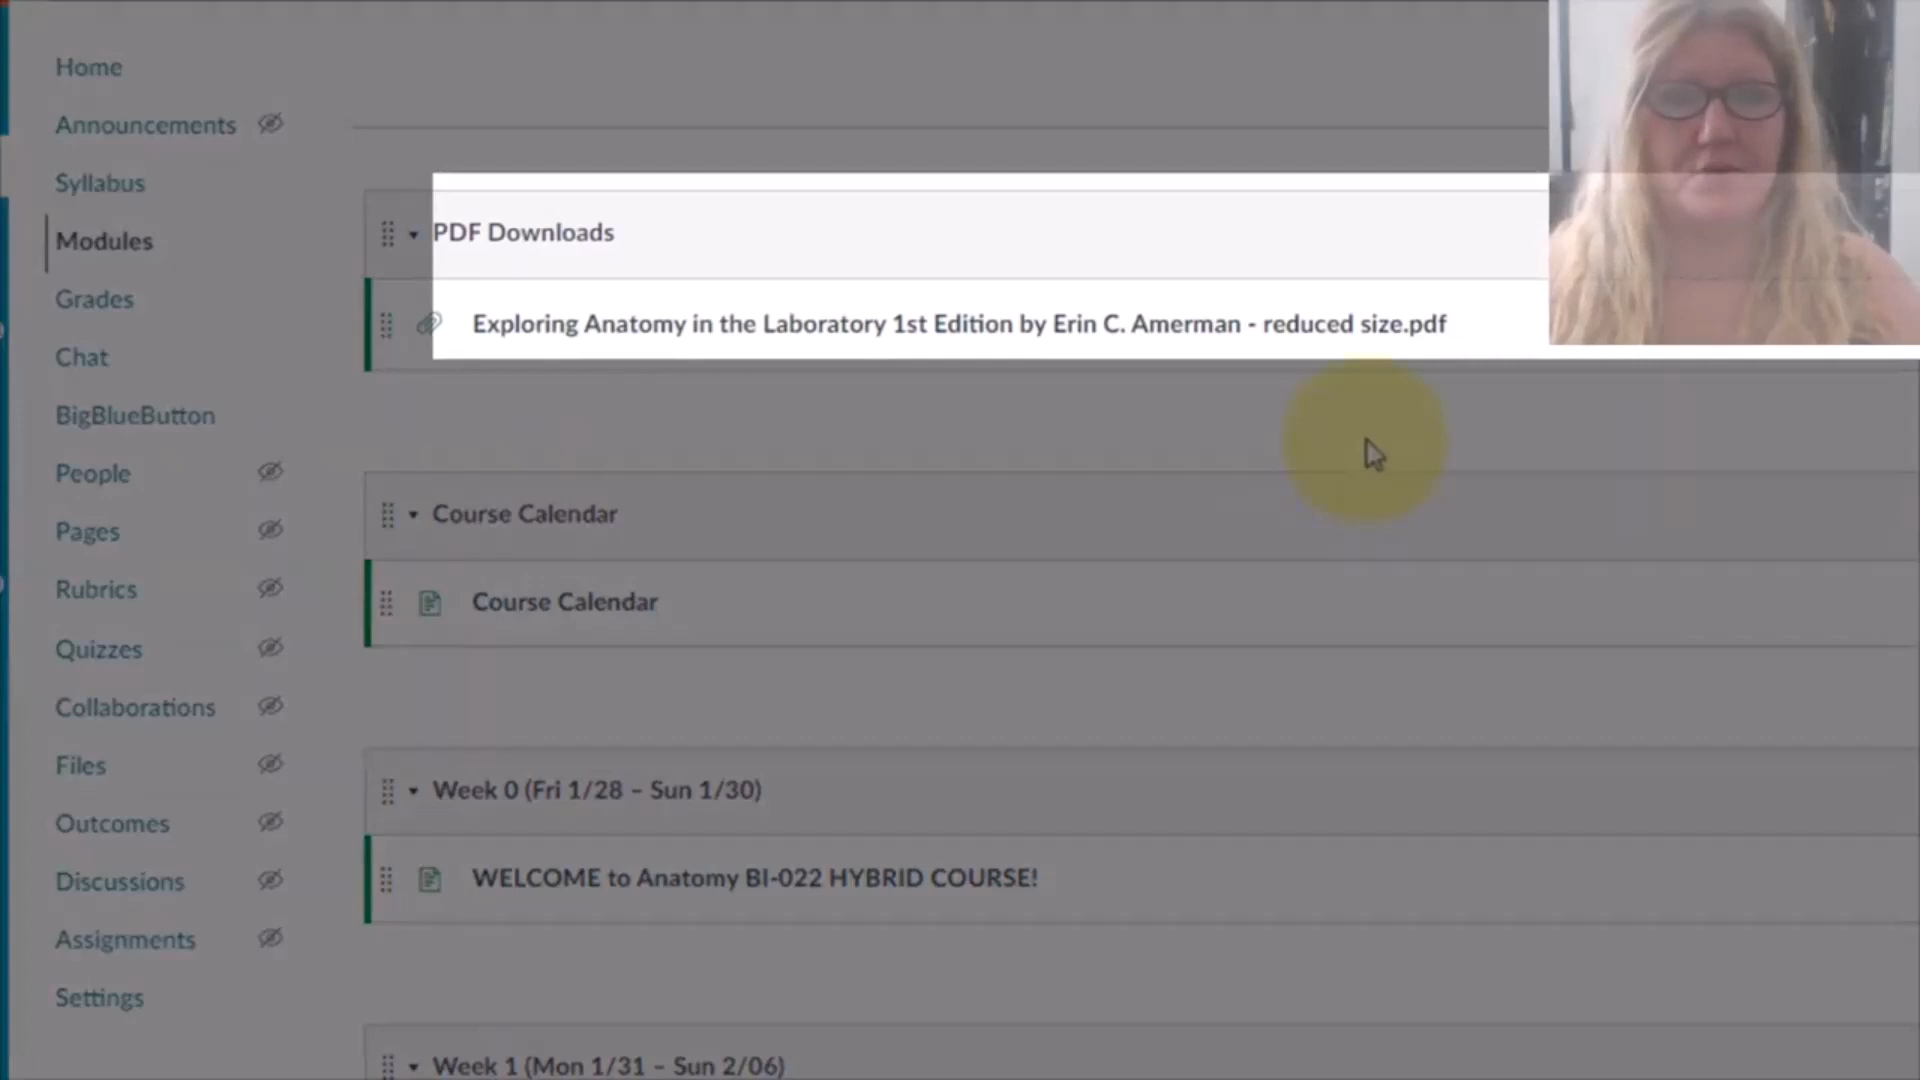 Home
Announcements
Syllabus
Modules
Grades
Chat
BigBlueButton
People
Pages
Rubrics
Quizzes
Collaborations
Files
Outcomes
Discussions
Assignments
Settings
PDF Downloads
Exploring Anatomy in the Laboratory 1st Edition by Erin C. Amerman - reduced size.pdf
Course Calendar
Course Calendar
Week 0 (Fri 1/28 – Sun 1/30)
WELCOME to Anatomy BI-022 HYBRID COURSE!
Week 1 (Mon 1/31 – Sun 2/06)